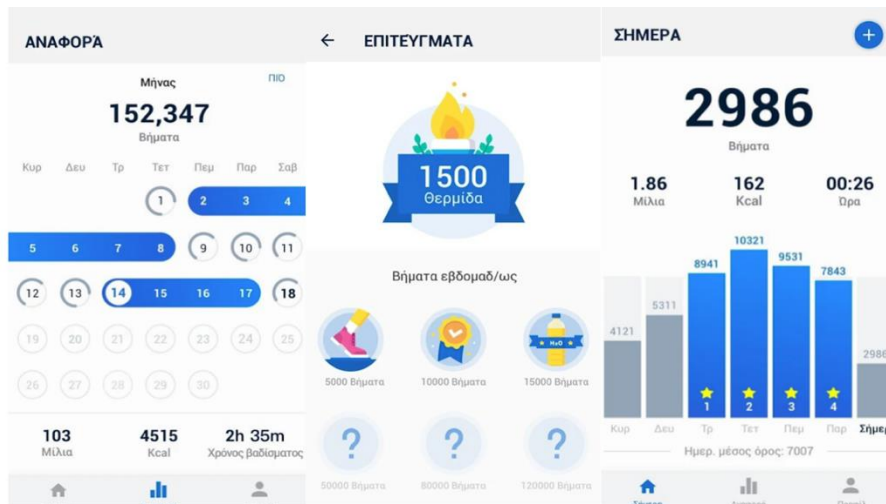 ΑΝΑΦΟΡΆ
Μήνας
ΠΙΟ
152,347
Βήματα
Κυρ Δευ Τρ Τετ Πεμ Παρ Σαβ
1 2 3 4
5 6 7 8 9 10 11
12 13 14 15 16 17 18
19 20 21 22 23 24 25
26 27 28 29 30
103 4515 2h 35m
Μίλια Kcal Χρόνος βαδίσματος
ΕΠΙΤΕΎΓΜΑΤΑ
1500
Θερμίδα
Βήματα εβδομαδ/ως
H₂O
5000 Βήματα 10000 Βήματα 15000 Βήματα
? ? ?
50000 Βήματα 80000 Βήματα 120000 Βήματα
ΣΉΜΕΡΑ
+
2986
Βήματα
1.86 162 00:26
Μίλια Kcal Ώρα
4121 5311 8941 10321 9531 7843 2986
1 2 3 4
Κυρ Δευ Τρ Τετ Πεμ Παρ Σήμερ
Ημερ. μέσος όρος: 7007